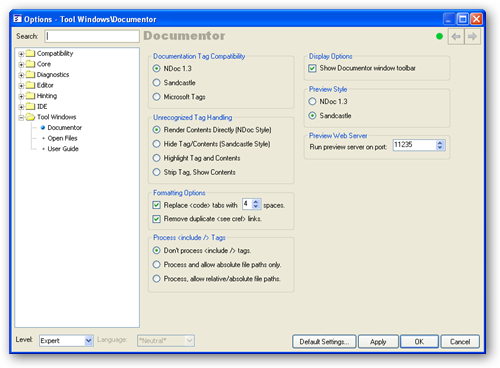 Options - Tool Windows\Documentor
Search:
Documentor
Compatibility
Core
Diagnostics
Editor
Hinting
IDE
Tool Windows
Documentor
Open Files
User Guide
Documentation Tag Compatibility
NDoc 1.3
Sandcastle
Microsoft Tags
Unrecognized Tag Handling
Render Contents Directly (NDoc Style)
Hide Tag/Contents (Sandcastle Style)
Highlight Tag and Contents
Strip Tag, Show Contents
Formatting Options
Replace <code> tabs with 4 spaces.
Remove duplicate <see cref> links.
Process <include /> Tags
Don't process <include /> tags.
Process and allow absolute file paths only.
Process, allow relative/absolute file paths.
Display Options
Show Documentor window toolbar
Preview Style
NDoc 1.3
Sandcastle
Preview Web Server
Run preview server on port: 11235
Level: Expert Language: *Neutral*
Default Settings... Apply OK Cancel